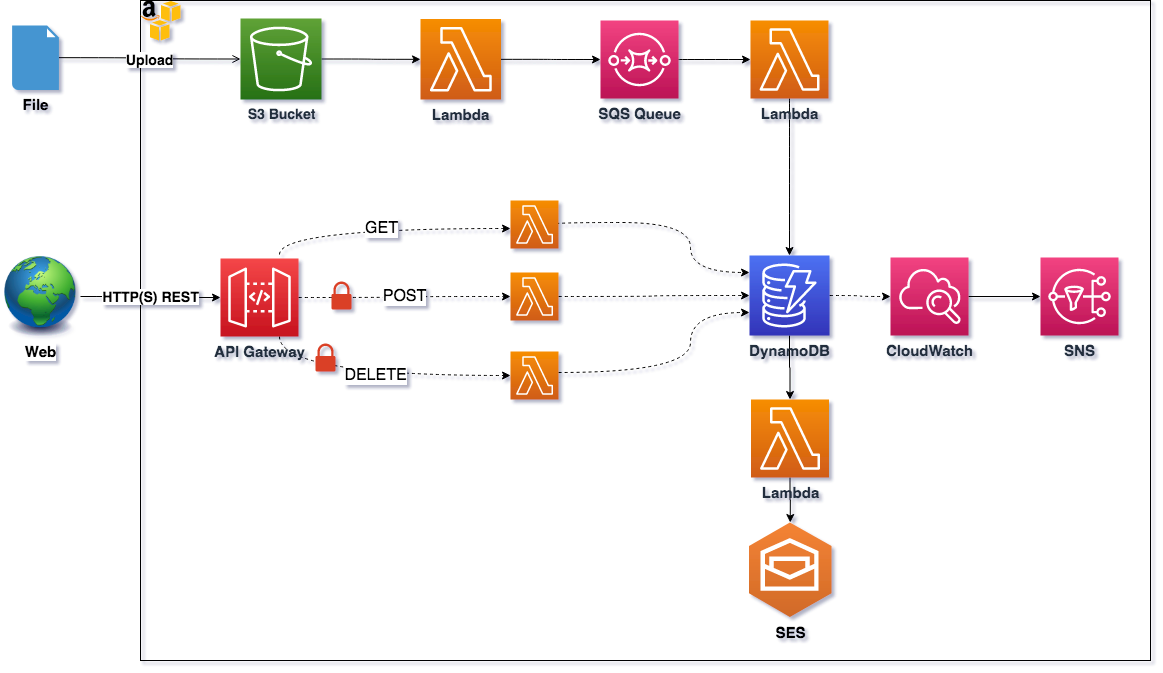 a
Upload
File
S3 Bucket
Lambda
SQS Queue
Lambda
GET
</>
POST
HTTP(S) REST
Web
API Gateway
DELETE
DynamoDB
CloudWatch
SNS
Lambda
SES